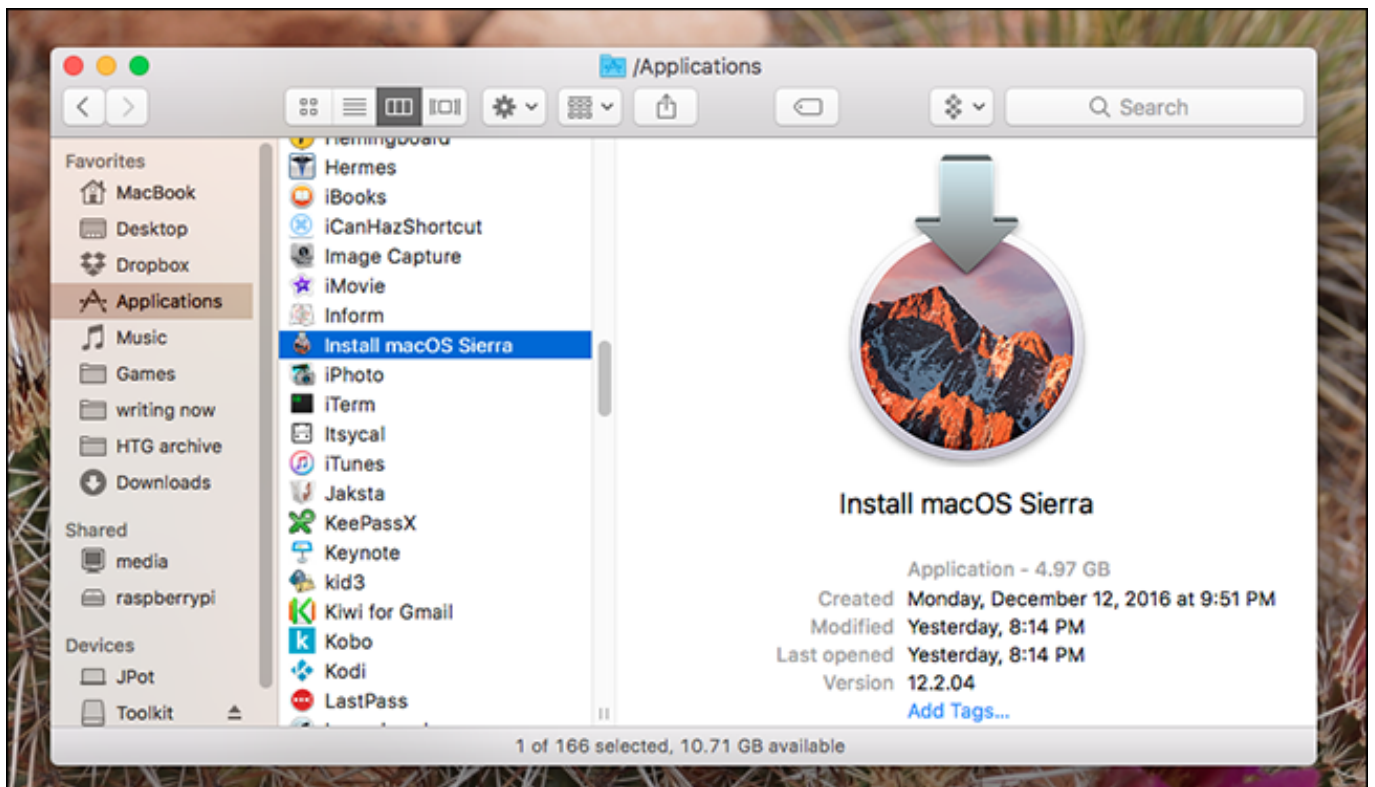 /Applications
Search
Favorites
MacBook
Desktop
Dropbox
Applications
Music
Games
writing now
HTG archive
Downloads
Shared
media
raspberrypi
Devices
JPot
Toolkit
Hemingboard
Hermes
iBooks
iCanHazShortcut
Image Capture
iMovie
Inform
Install macOS Sierra
iPhoto
iTerm
Itsycal
iTunes
Jaksta
KeePassX
Keynote
kid3
Kiwi for Gmail
Kobo
Kodi
LastPass
Install macOS Sierra
Application - 4.97 GB
Created Monday, December 12, 2016 at 9:51 PM
Modified Yesterday, 8:14 PM
Last opened Yesterday, 8:14 PM
Version 12.2.04
Add Tags...
1 of 166 selected, 10.71 GB available